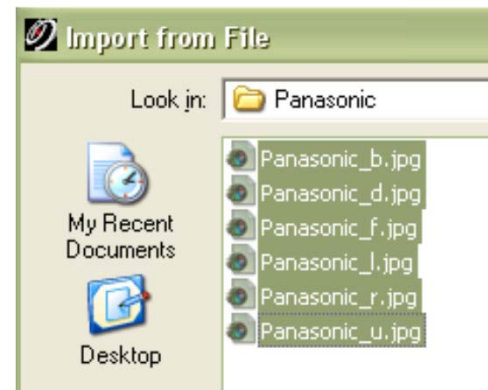 Import from File
Look in: Panasonic
Panasonic_b.jpg
Panasonic_d.jpg
Panasonic_f.jpg
Panasonic_l.jpg
Panasonic_r.jpg
Panasonic_u.jpg
My Recent
Documents
Desktop